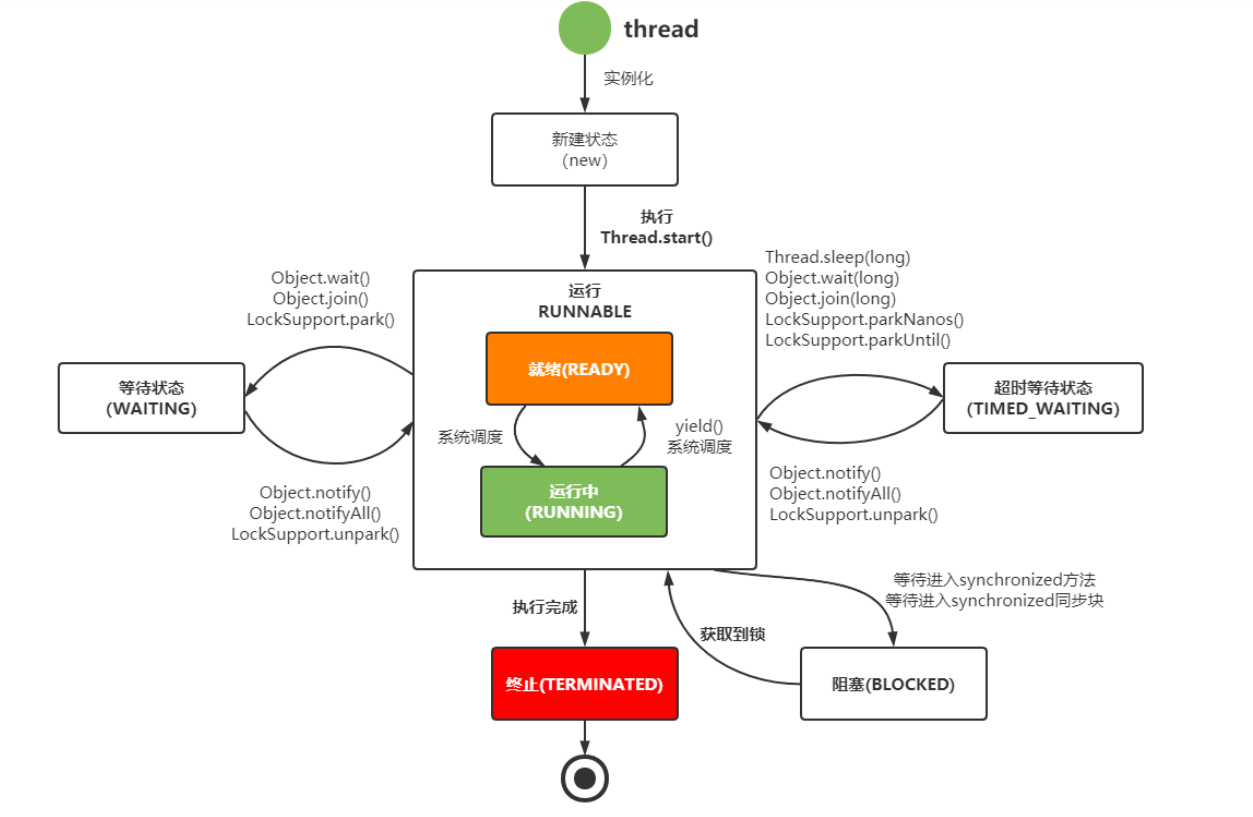 thread
实例化
新建状态
（new）
执行
Thread.start()
Object.wait()
Object.join()
LockSupport.park()
Thread.sleep(long)
Object.wait(long)
Object.join(long)
LockSupport.parkNanos()
LockSupport.parkUntil()
运行
RUNNABLE
就绪(READY)
等待状态
(WAITING)
超时等待状态
(TIMED_WAITING)
系统调度
yield()
系统调度
运行中
(RUNNING)
Object.notify()
Object.notifyAll()
LockSupport.unpark()
Object.notify()
Object.notifyAll()
LockSupport.unpark()
执行完成
等待进入synchronized方法
等待进入synchronized同步块
获取到锁
终止(TERMINATED)
阻塞(BLOCKED)